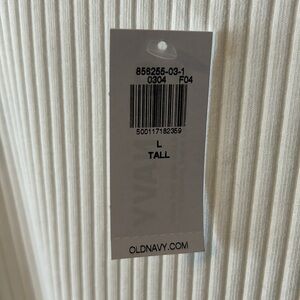 858255-03-1
0304 F04
500117182359
L
TALL
OLDNAVY.COM